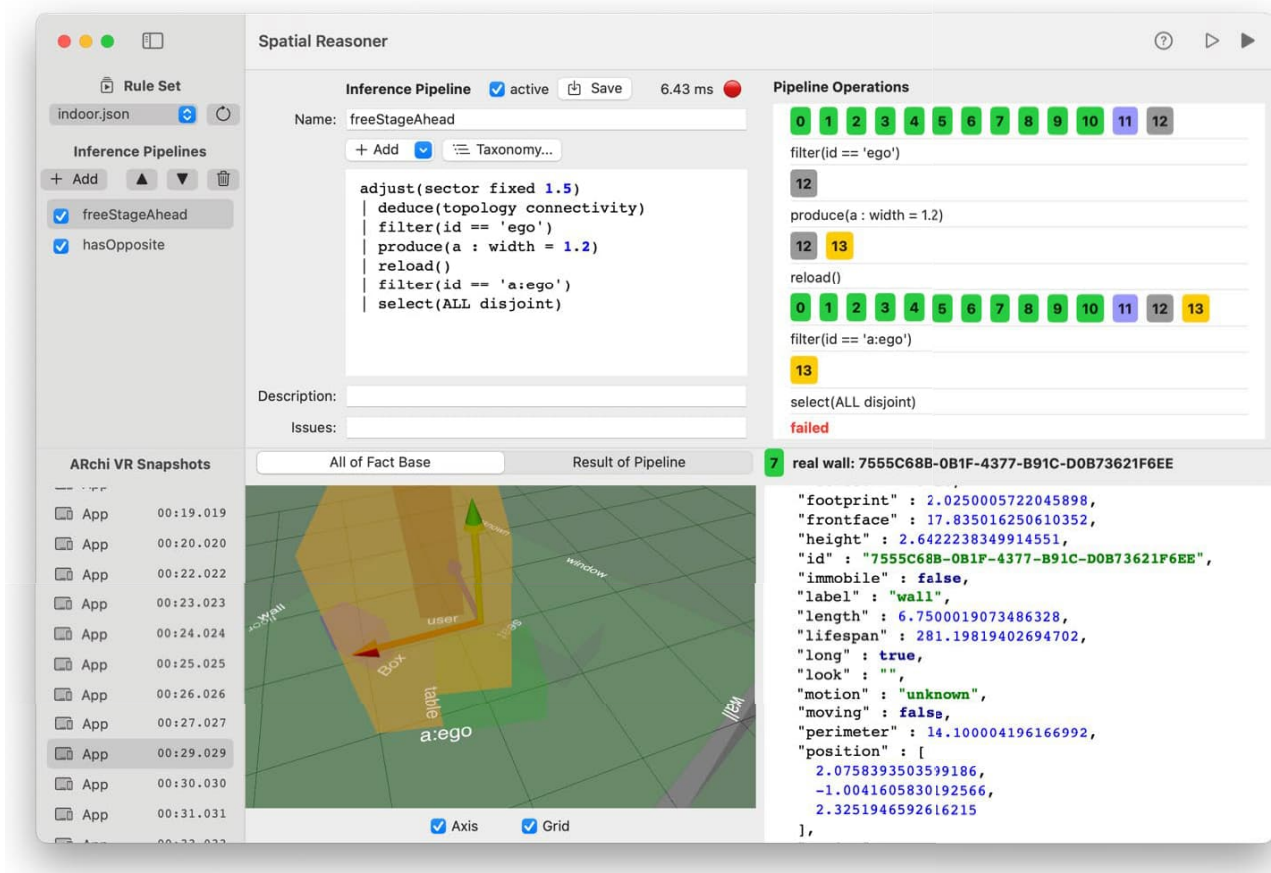 Spatial Reasoner
Rule Set
indoor.json
Inference Pipelines
+ Add
freeStageAhead
hasOpposite
Inference Pipeline active Save 6.43 ms
Name: freeStageAhead
+ Add Taxonomy...
adjust(sector fixed 1.5)
| deduce(topology connectivity)
| filter(id == 'ego')
| produce(a : width = 1.2)
| reload()
| filter(id == 'a:ego')
| select(ALL disjoint)
Description:
Issues:
Pipeline Operations
0 1 2 3 4 5 6 7 8 9 10 11 12
filter(id == 'ego')
12
produce(a : width = 1.2)
12 13
reload()
0 1 2 3 4 5 6 7 8 9 10 11 12 13
filter(id == 'a:ego')
13
select(ALL disjoint)
failed
ARchi VR Snapshots
App 00:19.019
App 00:20.020
App 00:22.022
App 00:23.023
App 00:24.024
App 00:25.025
App 00:26.026
App 00:27.027
App 00:29.029
App 00:30.030
App 00:31.031
All of Fact Base Result of Pipeline
window
wall
user
seat
Box
table
wall
a:ego
Axis Grid
7 real wall: 7555C68B-0B1F-4377-B91C-D0B73621F6EE
"footprint" : 2.0250005722045898,
"frontface" : 17.835016250610352,
"height" : 2.6422238349914551,
"id" : "7555C68B-0B1F-4377-B91C-D0B73621F6EE",
"immobile" : false,
"label" : "wall",
"length" : 6.7500019073486328,
"lifespan" : 281.19819402694702,
"long" : true,
"look" : "",
"motion" : "unknown",
"moving" : false,
"perimeter" : 14.100004196166992,
"position" : [
2.0758393503599186,
-1.0041605830192566,
2.3251946592616215
],